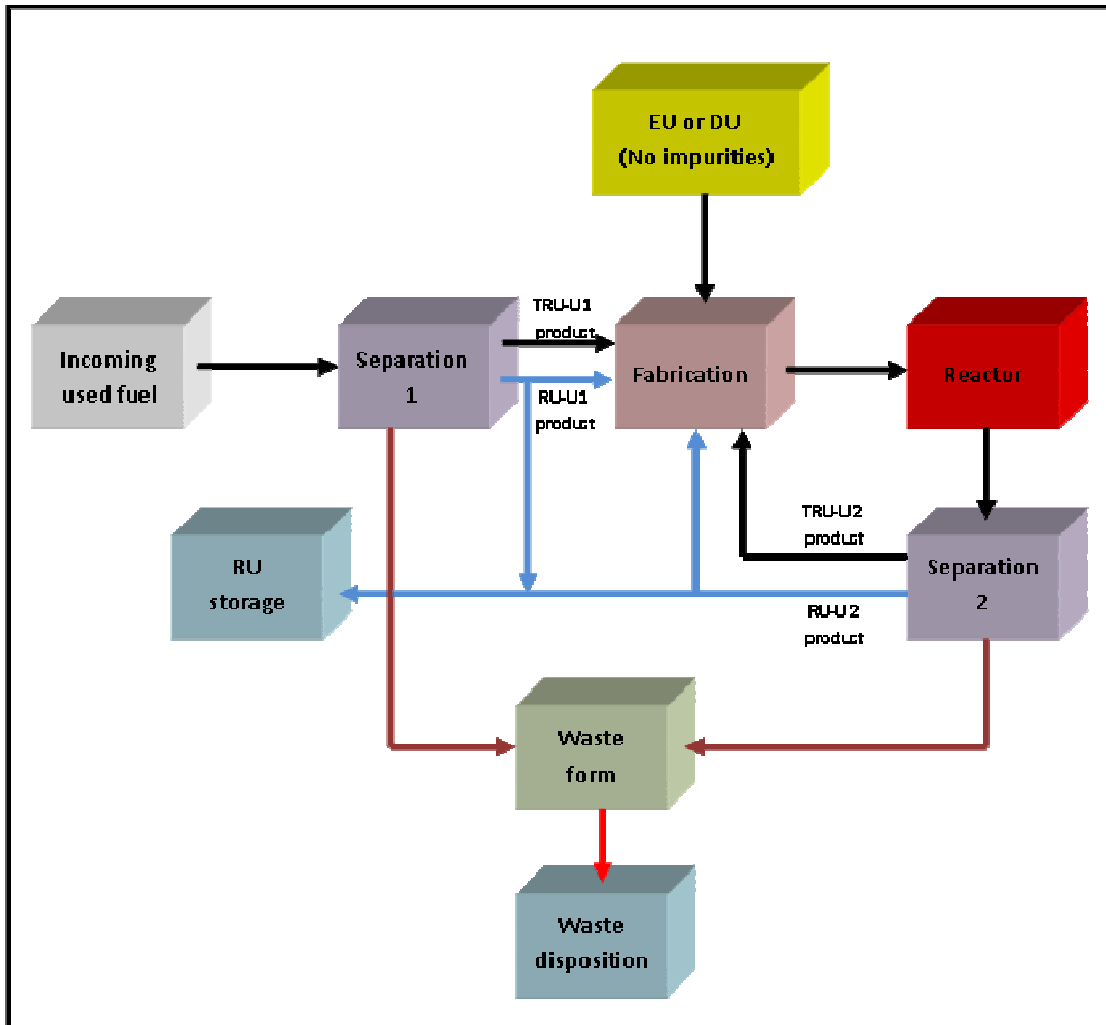 EU or DU
(No impurities)
Incoming
used fuel
Separation
1
TRU-U1
product
RU-U1
product
Fabrication
Reactor
RU
storage
TRU-U2
product
RU-U2
product
Separation
2
Waste
form
Waste
disposition